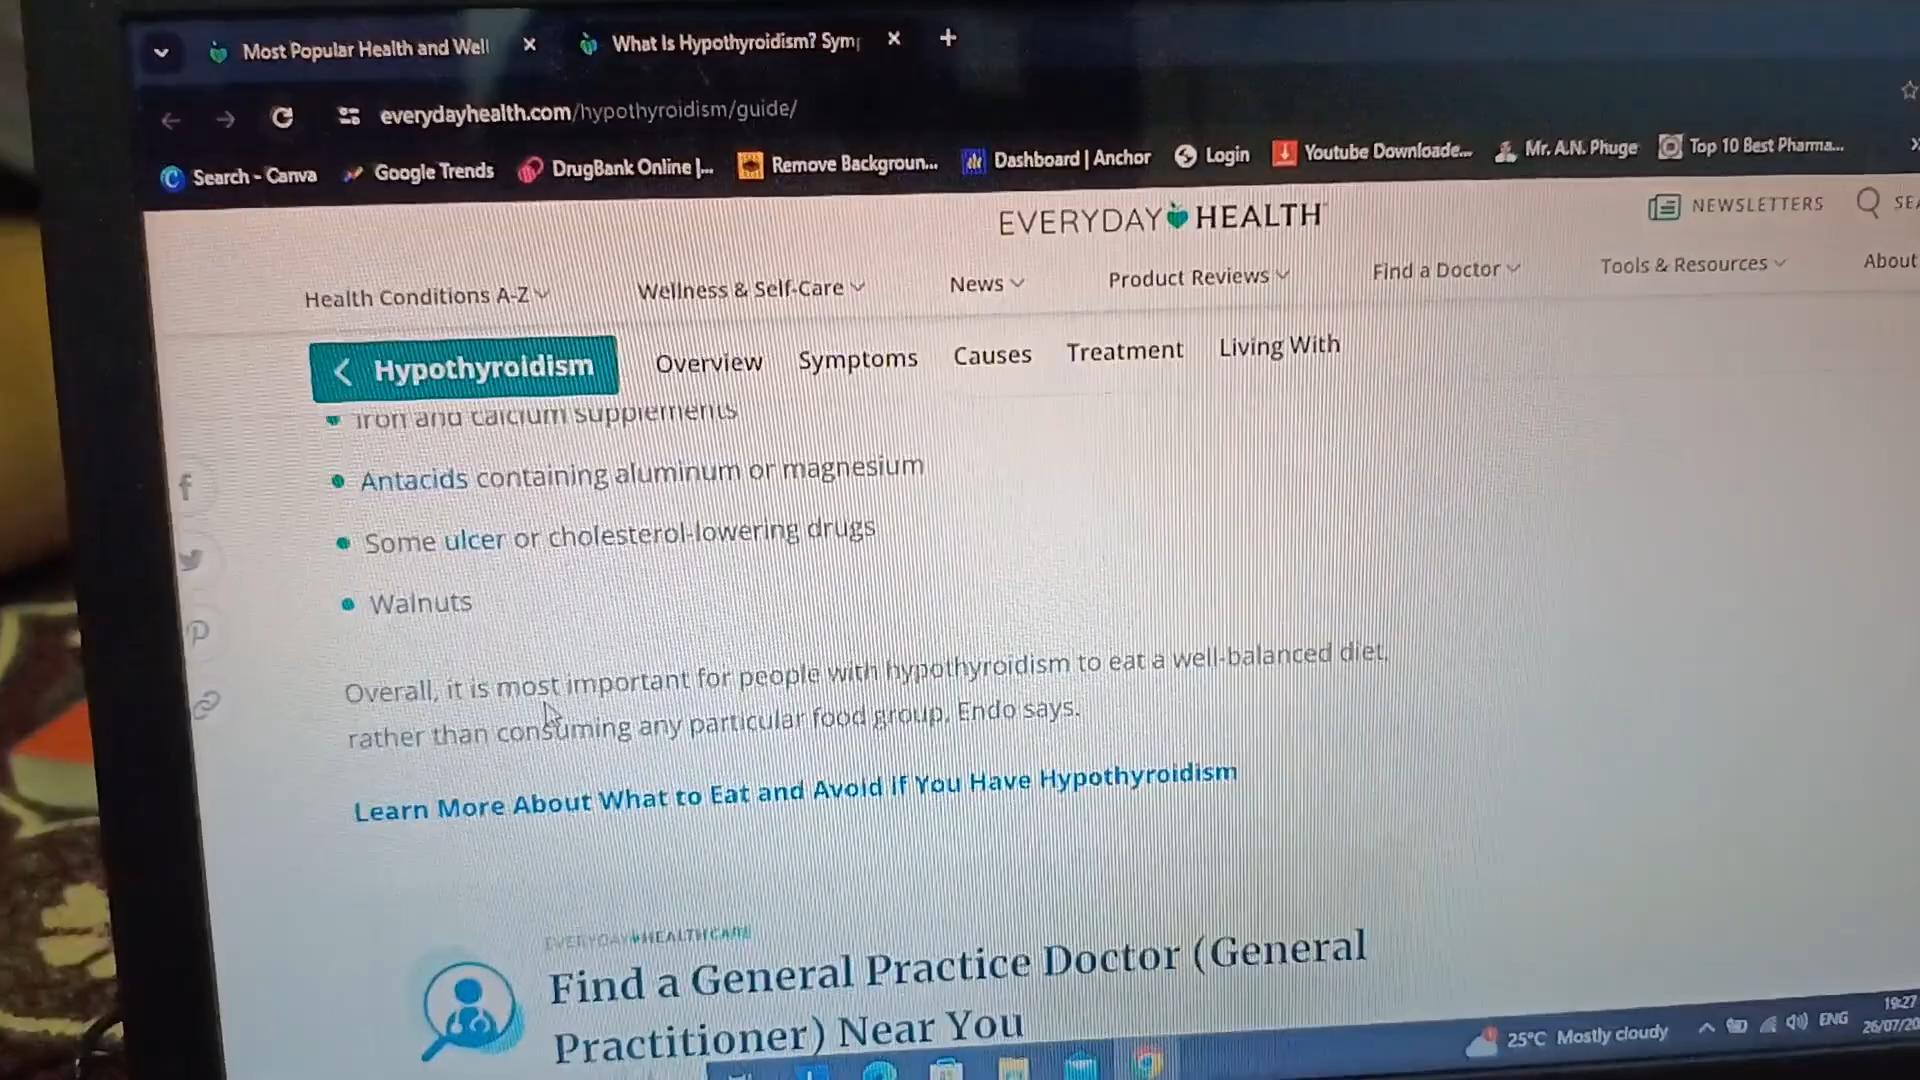 Most Popular Health and Well
What Is Hypothyroidism? Sym
everydayhealth.com/hypothyroidism/guide/
Search - Canva
Google Trends
DrugBank Online |...
Remove Backgroun...
Dashboard | Anchor
Login
Youtube Downloade...
Mr. A.N. Phuge
Top 10 Best Pharma...
EVERYDAY HEALTH
NEWSLETTERS
SEA
Health Conditions A-Z
Wellness & Self-Care
News
Product Reviews
Find a Doctor
Tools & Resources
About
Hypothyroidism
Overview
Symptoms
Causes
Treatment
Living With
Iron and calcium supplements
Antacids containing aluminum or magnesium
Some ulcer or cholesterol-lowering drugs
Walnuts
Overall, it is most important for people with hypothyroidism to eat a well-balanced diet,
rather than consuming any particular food group, Endo says.
Learn More About What to Eat and Avoid if You Have Hypothyroidism
EVERYDAY HEALTH CARE
Find a General Practice Doctor (General
Practitioner) Near You
25°C Mostly cloudy
ENG
19:27
26/07/20